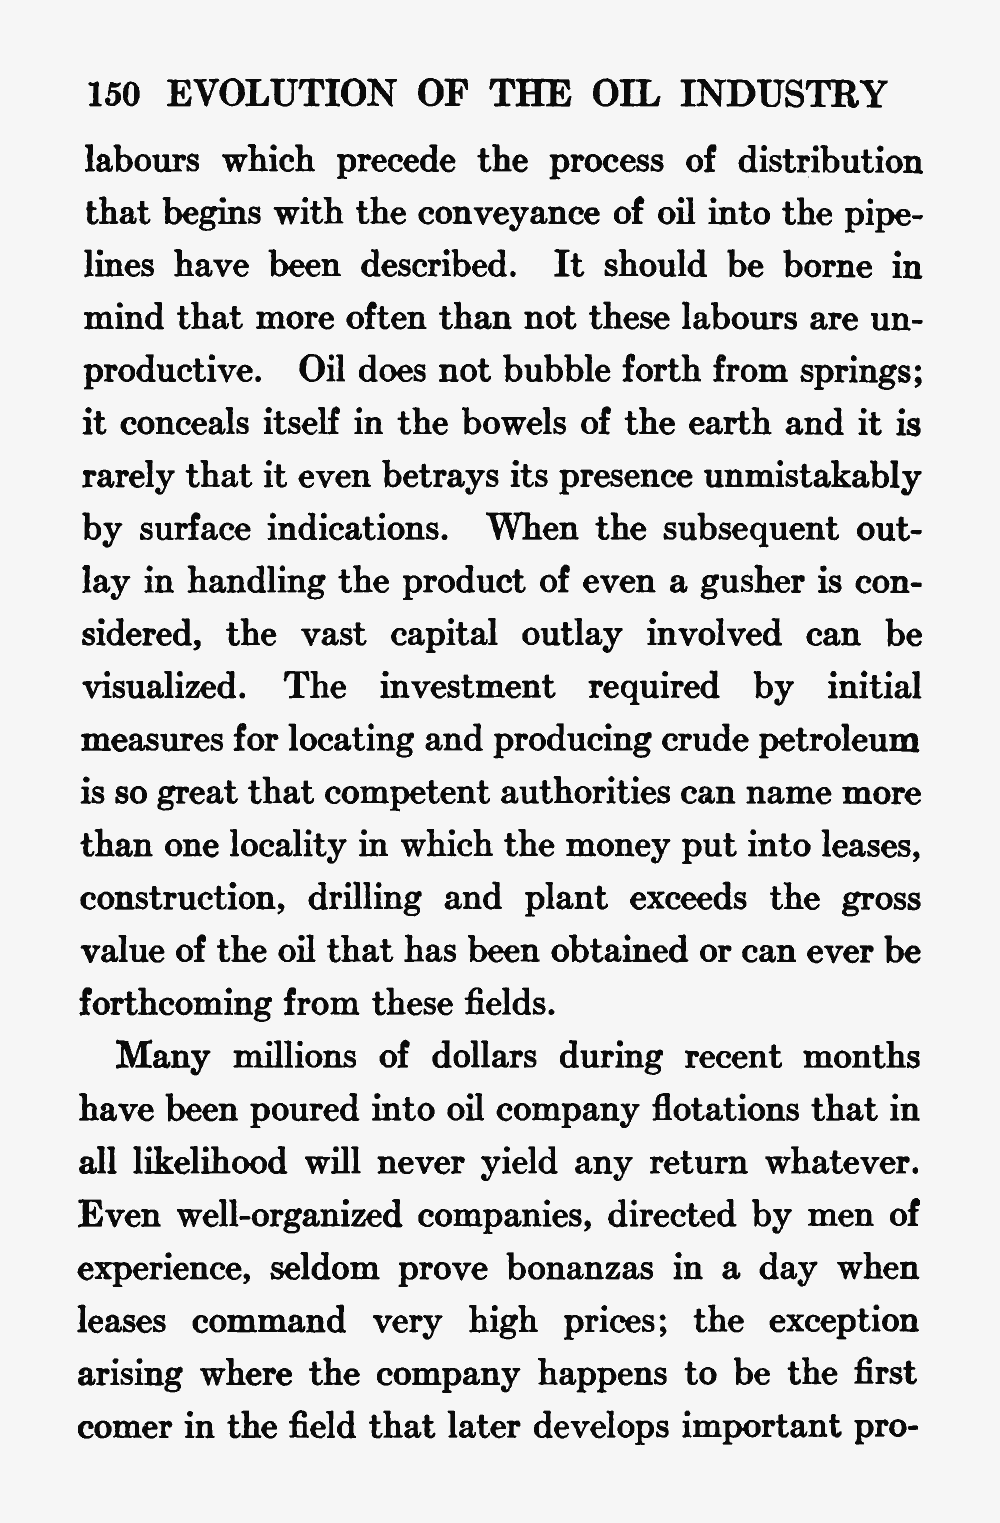 150 EVOLUTION OF THE OIL INDUSTRY
labours which precede the process of distribution
that begins with the conveyance of oil into the pipe-
lines have been described. It should be borne in
mind that more often than not these labours are un-
productive. Oil does not bubble forth from springs;
it conceals itself in the bowels of the earth and it is
rarely that it even betrays its presence unmistakably
by surface indications. When the subsequent out-
lay in handling the product of even a gusher is con-
sidered, the vast capital outlay involved can be
visualized. The investment required by initial
measures for locating and producing crude petroleum
is so great that competent authorities can name more
than one locality in which the money put into leases,
construction, drilling and plant exceeds the gross
value of the oil that has been obtained or can ever be
forthcoming from these fields.
Many millions of dollars during recent months
have been poured into oil company flotations that in
all likelihood will never yield any return whatever.
Even well-organized companies, directed by men of
experience, seldom prove bonanzas in a day when
leases command very high prices; the exception
arising where the company happens to be the first
comer in the field that later develops important pro-